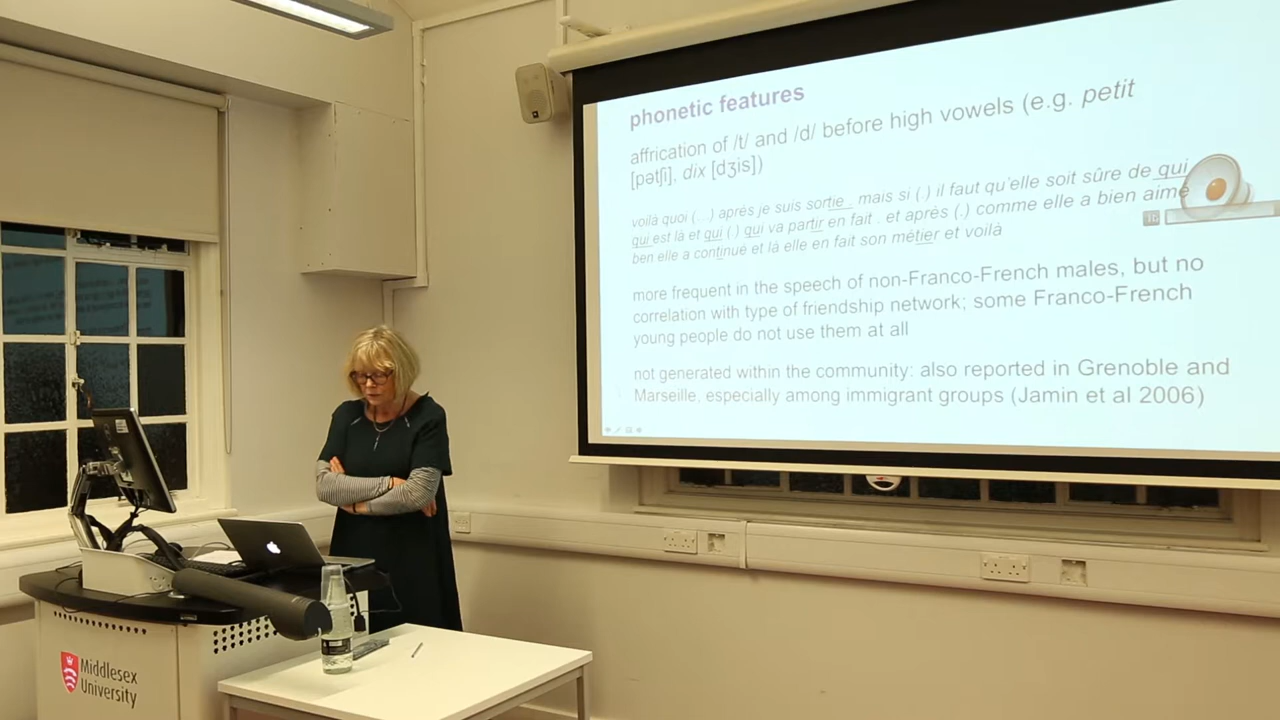 phonetic features
affrication of /t/ and /d/ before high vowels (e.g. petit
[pətʃi], dix [dʒis])
voilà quoi (…) après je suis sortie . mais si (.) il faut qu'elle soit sûre de qui
qui est là et qui (.) qui va partir en fait . et après (.) comme elle a bien aimé
ben elle a continué et là elle en fait son métier et voilà
more frequent in the speech of non-Franco-French males, but no
correlation with type of friendship network; some Franco-French
young people do not use them at all
not generated within the community: also reported in Grenoble and
Marseille, especially among immigrant groups (Jamin et al 2006)
Middlesex
University